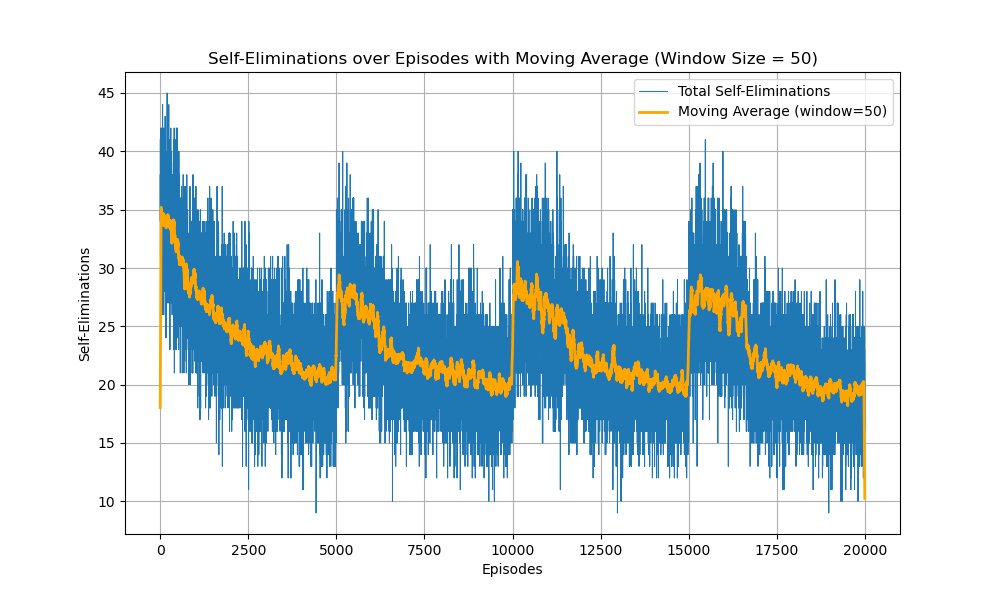 Self-Eliminations over Episodes with Moving Average (Window Size = 50)
Total Self-Eliminations
Moving Average (window=50)
Self-Eliminations
45
40
35
30
25
20
15
10
0 2500 5000 7500 10000 12500 15000 17500 20000
Episodes